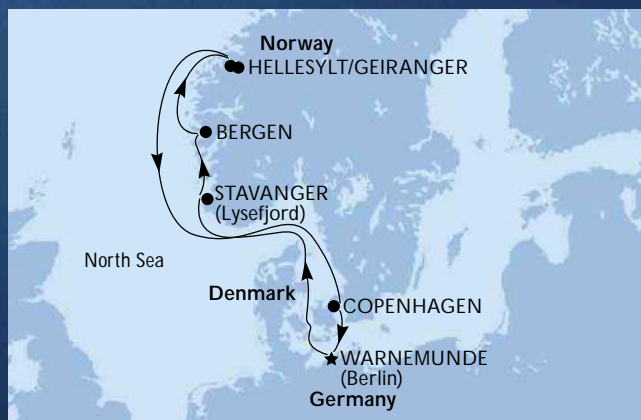 Norway
HELLESYLT/GEIRANGER
BERGEN
STAVANGER
(Lysefjord)
North Sea
Denmark
COPENHAGEN
WARNEMUNDE
(Berlin)
Germany